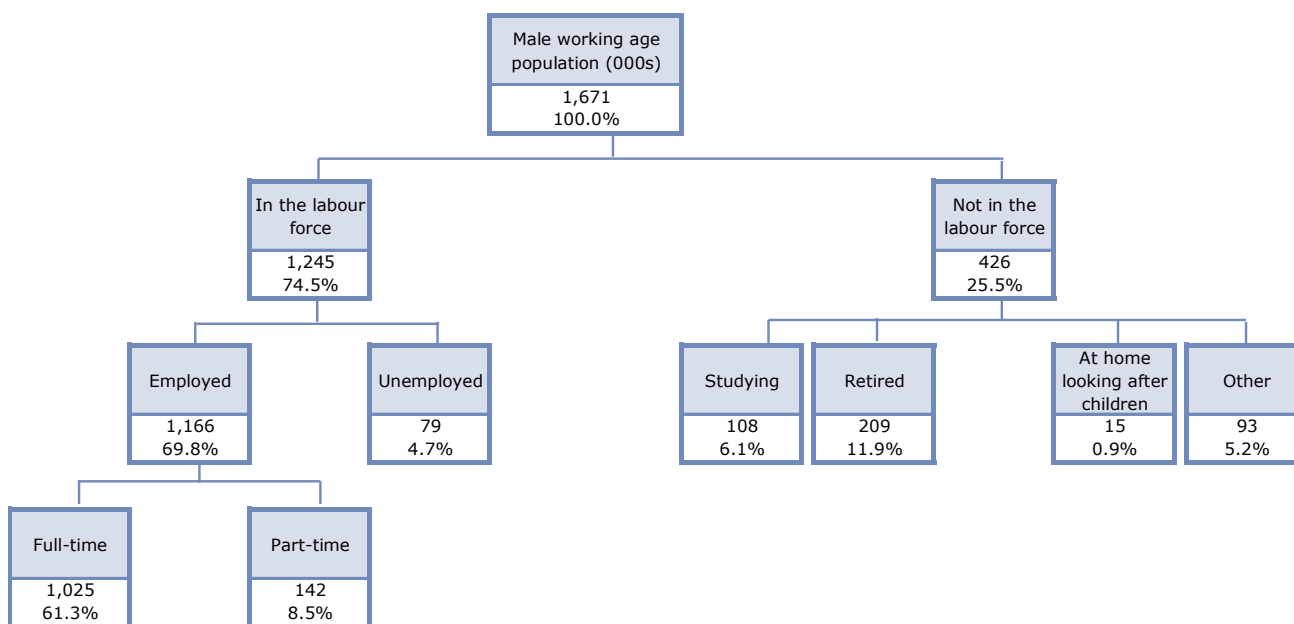 Male working age
population (000s)
1,671
100.0%
In the labour
force
1,245
74.5%
Not in the
labour force
426
25.5%
Employed
1,166
69.8%
Unemployed
79
4.7%
Studying
108
6.1%
Retired
209
11.9%
At home
looking after
children
15
0.9%
Other
93
5.2%
Full-time
1,025
61.3%
Part-time
142
8.5%